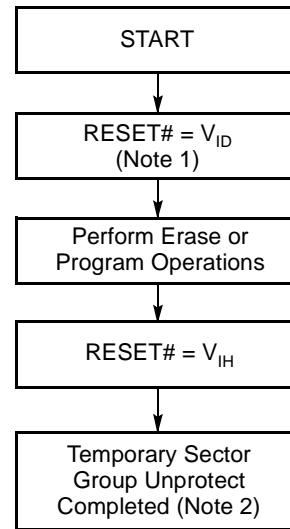 START
RESET# = V_ID
(Note 1)
Perform Erase or
Program Operations
RESET# = V_IH
Temporary Sector
Group Unprotect
Completed (Note 2)